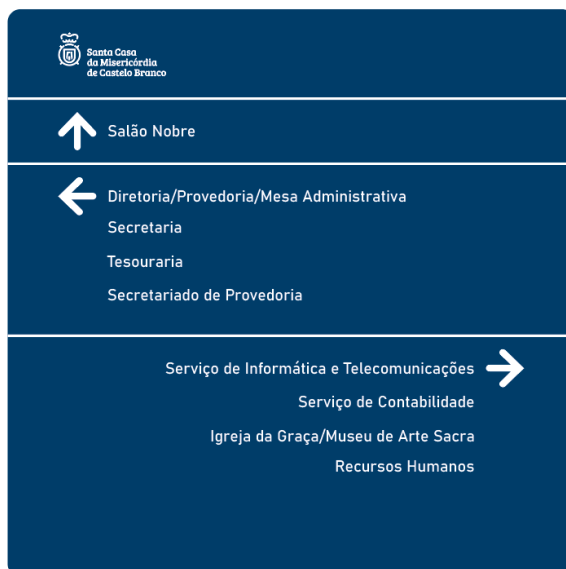 Santa Casa
da Misericórdia
de Castelo Branco
Salão Nobre
Diretoria/Provedoria/Mesa Administrativa
Secretaria
Tesouraria
Secretariado de Provedoria
Serviço de Informática e Telecomunicações
Serviço de Contabilidade
Igreja da Graça/Museu de Arte Sacra
Recursos Humanos